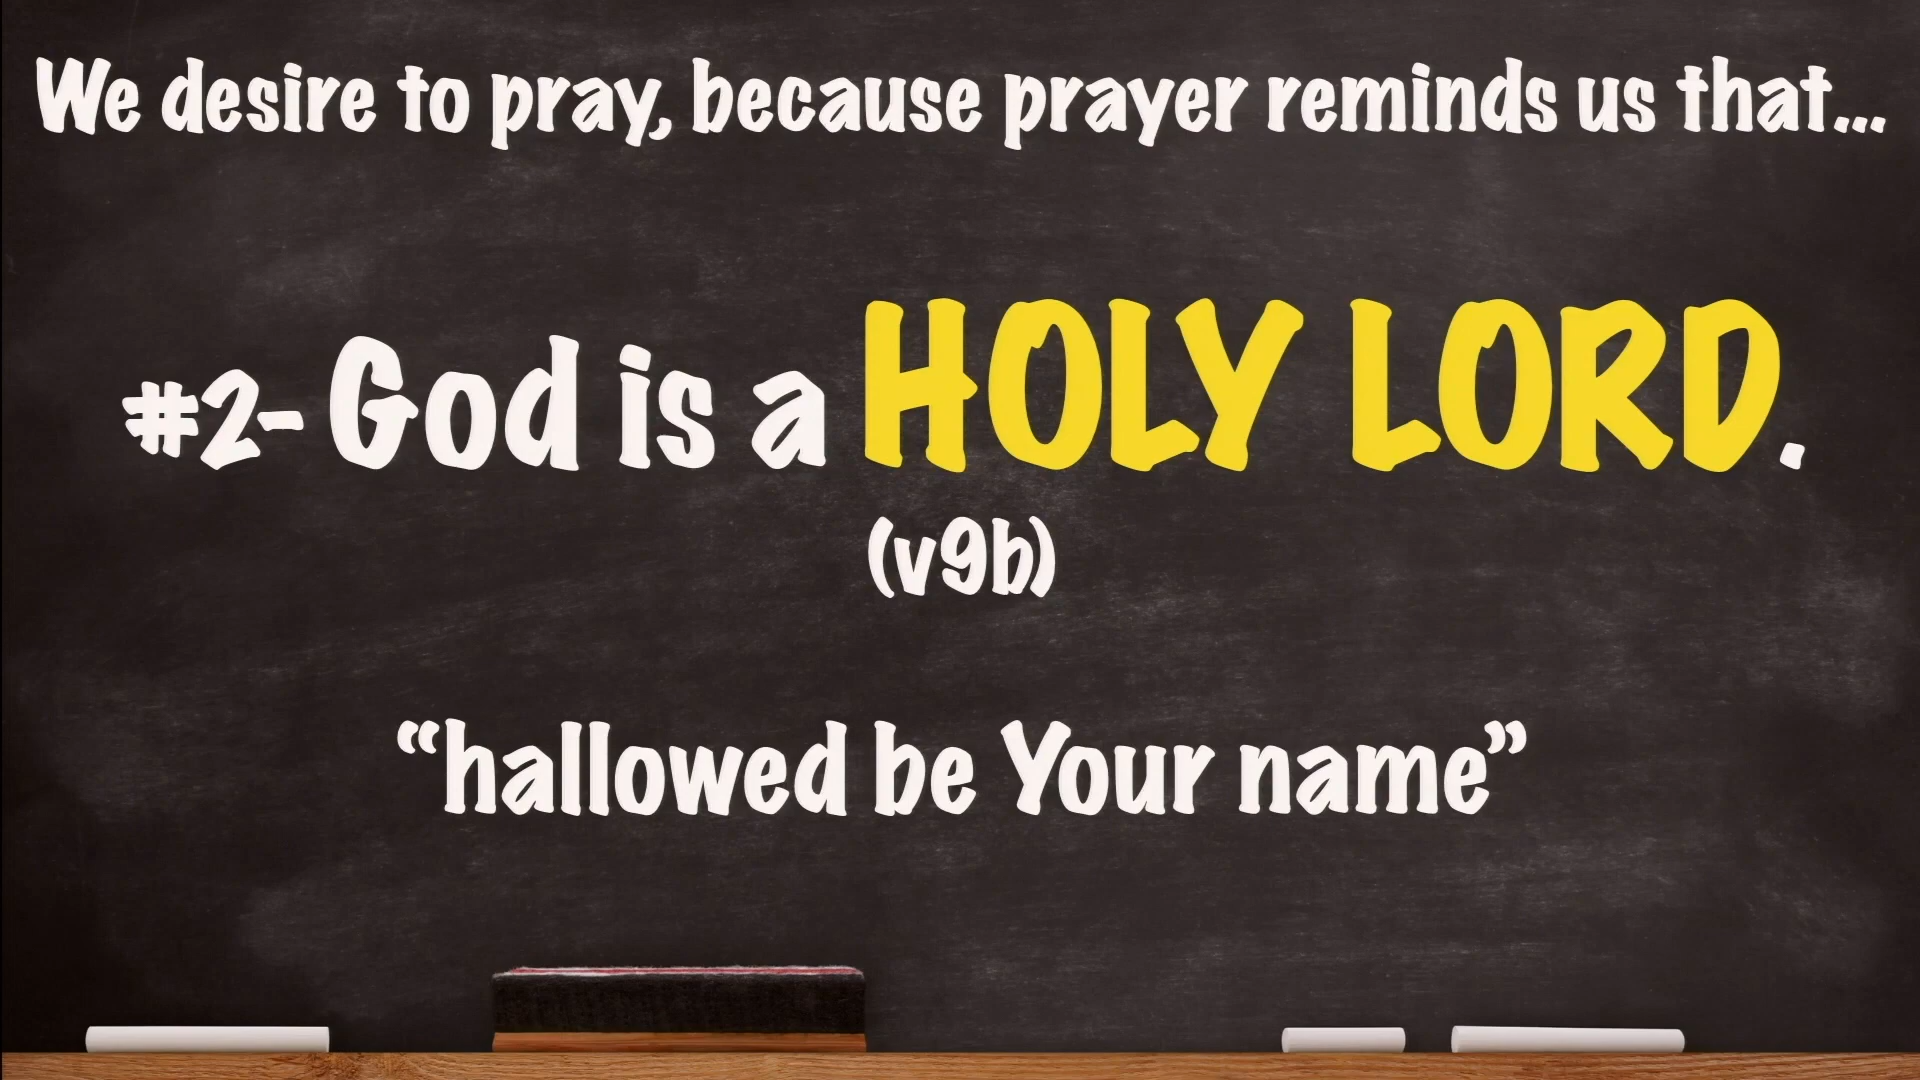 We desire to pray, because prayer reminds us that...
#2- God is a HOLY LORD.
(v9b)
“hallowed be Your name”